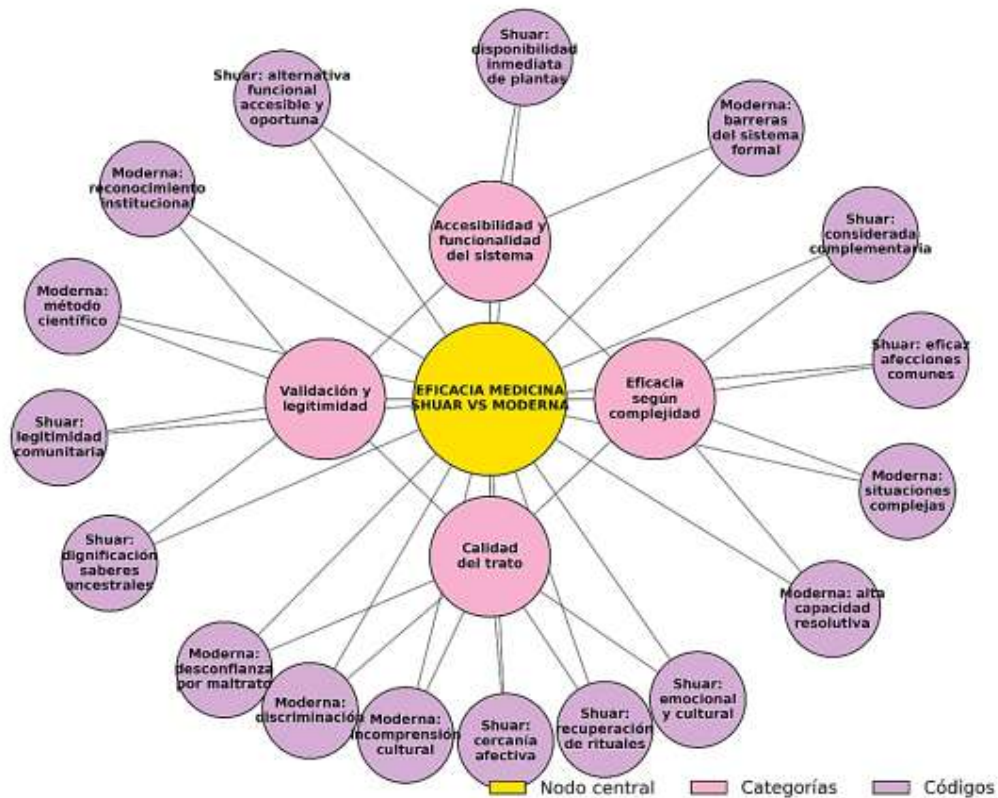 Shuar:
disponibilidad
inmediata
de plantas
Shuar: alternativa
funcional
accesible y
oportuna
Moderna:
barreras
del sistema
formal
Moderna:
reconocimiento
institucional
Accesibilidad y
funcionalidad
del sistema
Shuar:
considerada
complementaria
Moderna:
método
científico
Shuar: eficaz
afecciones
comunes
Validación y
legitimidad
EFICACIA MEDICINA
SHUAR VS MODERNA
Eficacia
según
complejidad
Shuar:
legitimidad
comunitaria
Moderna:
situaciones
complejas
Shuar:
dignificación
saberes
ancestrales
Calidad
del trato
Moderna: alta
capacidad
resolutiva
Moderna:
desconfianza
por maltrato
Moderna:
discriminación
Moderna:
incomprensión
cultural
Shuar:
cercanía
afectiva
Shuar:
recuperación
de rituales
Shuar:
emocional
y cultural
Nodo central
Categorías
Códigos